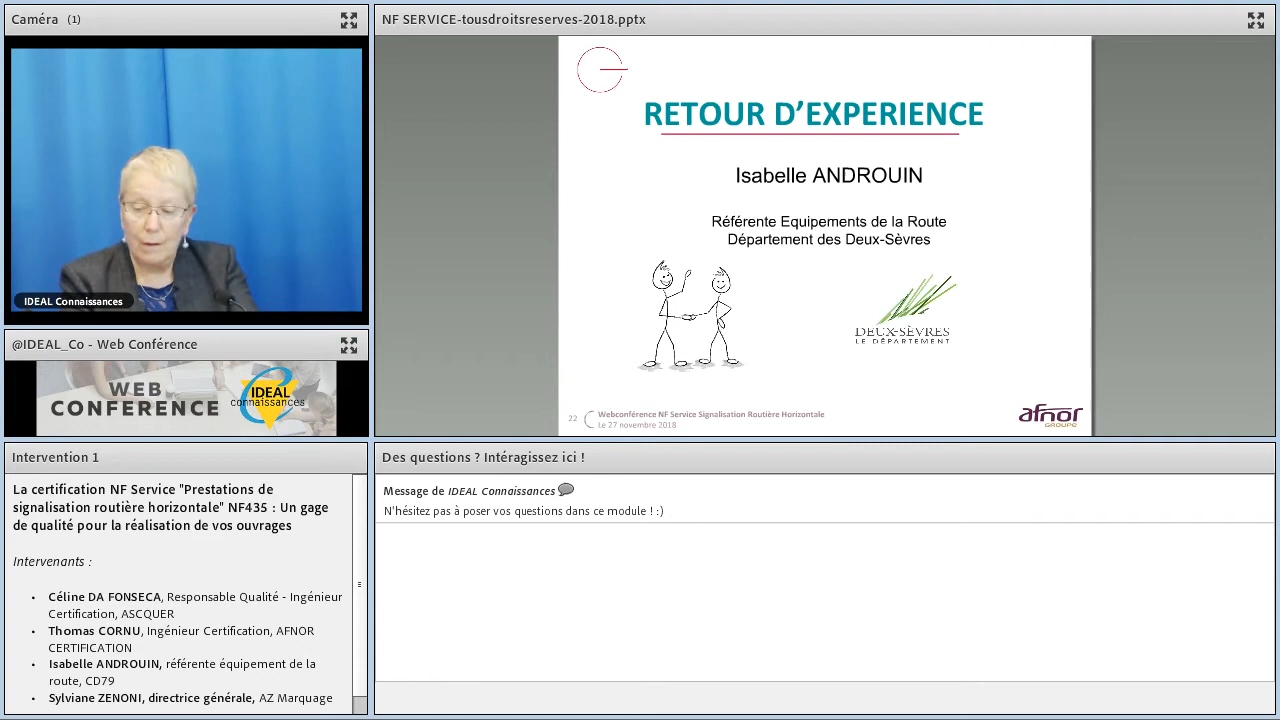 Caméra (1)
IDEAL Connaissances
@IDEAL_Co - Web Conférence
WEB
CONFERENCE
IDEAL
connaissances
Intervention 1
La certification NF Service "Prestations de
signalisation routière horizontale" NF435 : Un gage
de qualité pour la réalisation de vos ouvrages
Intervenants :
• Céline DA FONSECA, Responsable Qualité - Ingénieur
Certification, ASCQUER
• Thomas CORNU, Ingénieur Certification, AFNOR
CERTIFICATION
• Isabelle ANDROUIN, référente équipement de la
route, CD79
• Sylviane ZENONI, directrice générale, AZ Marquage
NF SERVICE-tousdroitsreserves-2018.pptx
RETOUR D’EXPERIENCE
Isabelle ANDROUIN
Référente Equipements de la Route
Département des Deux-Sèvres
DEUX-SÈVRES
LE DÉPARTEMENT
22
Webconférence NF Service Signalisation Routière Horizontale
Le 27 novembre 2018
afnor
GROUPE
Des questions ? Intéragissez ici !
Message de IDEAL Connaissances
N'hésitez pas à poser vos questions dans ce module ! :)